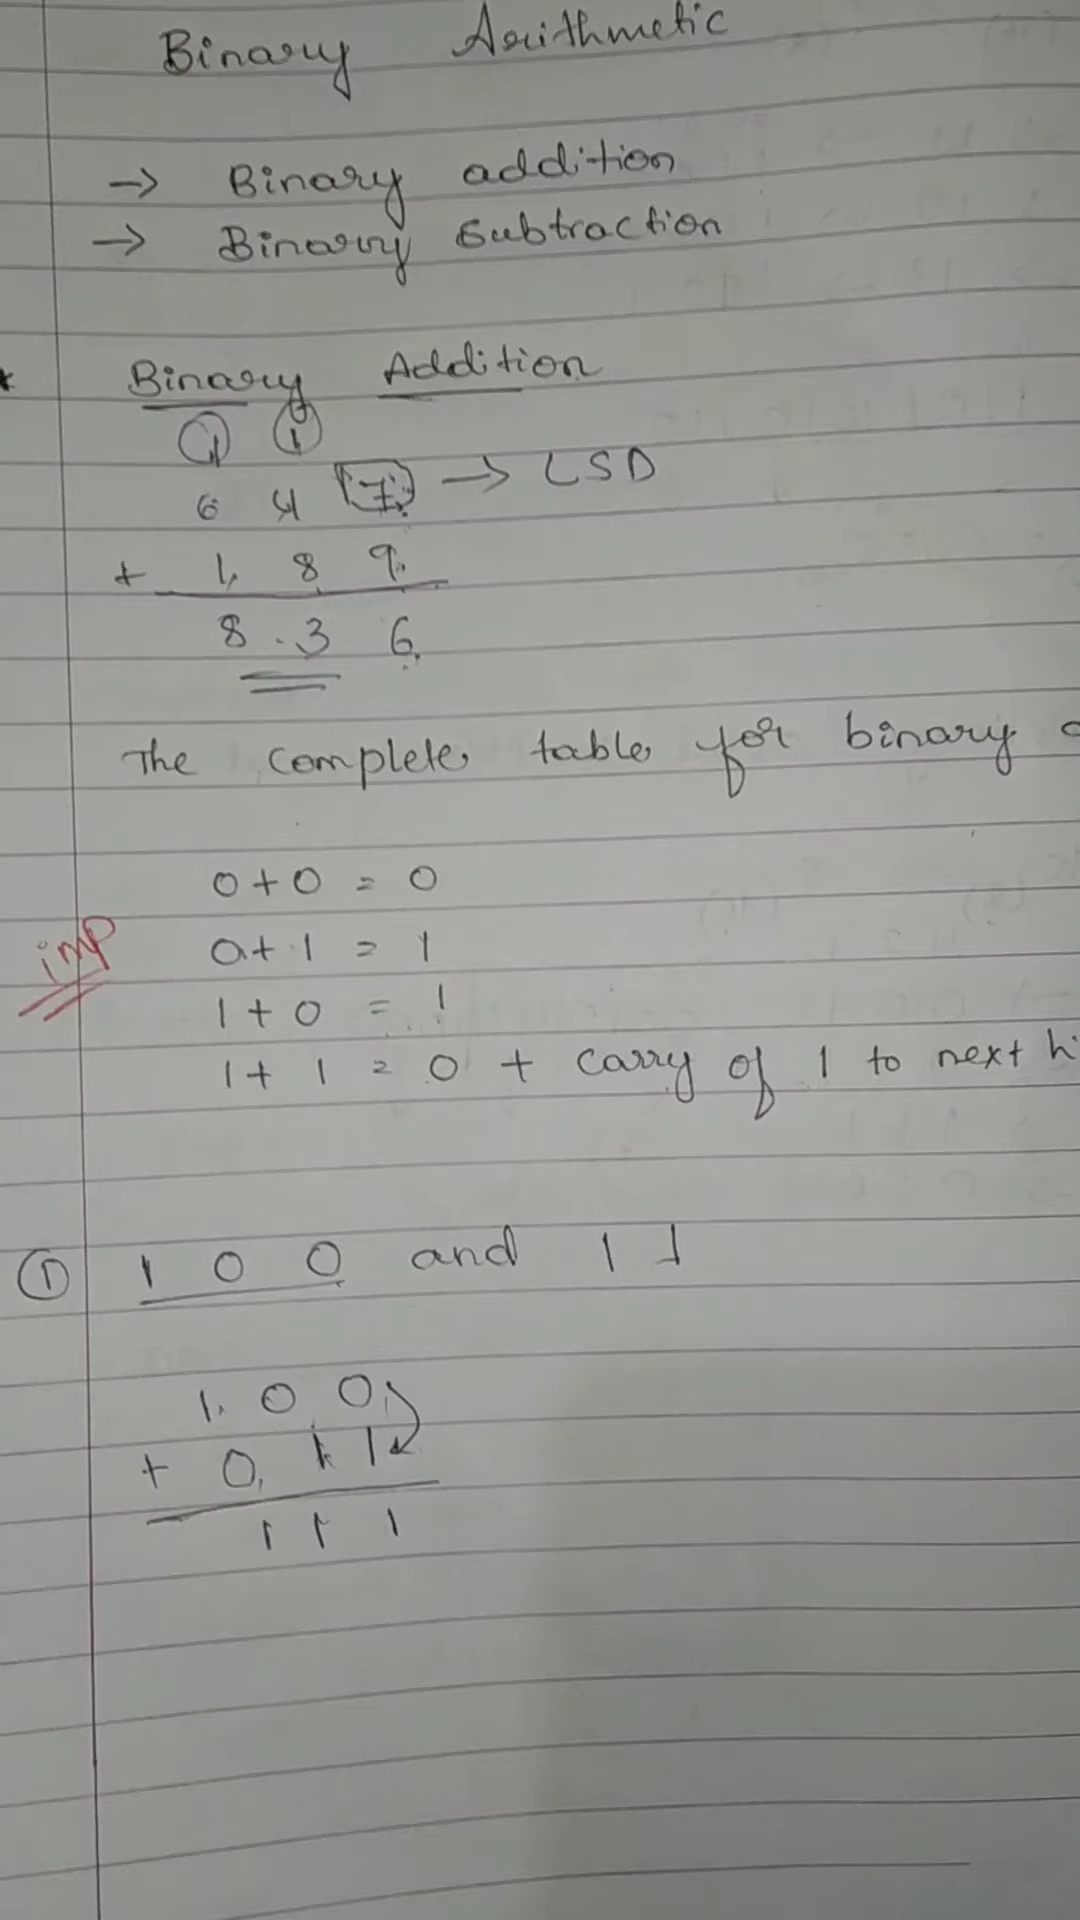 Binary Arithmetic
→ Binary addition
→ Binary subtraction
* Binary Addition
1 1
6 4 7 → LSD
+ 1 8 9
8 3 6
The complete table for binary
0 + 0 = 0
imp
0 + 1 = 1
1 + 0 = 1
1 + 1 = 0 + carry of 1 to next
① 1 0 0 and 1 1
1 0 0
+ 0 1 1
1 1 1